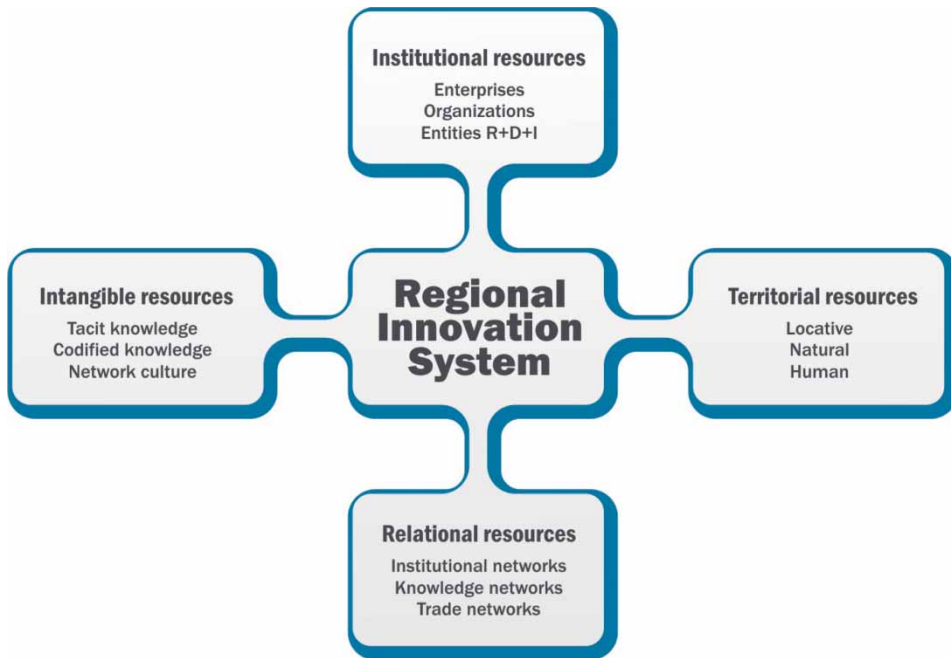 Institutional resources
Enterprises
Organizations
Entities R+D+I
Intangible resources
Tacit knowledge
Codified knowledge
Network culture
Regional
Innovation
System
Territorial resources
Locative
Natural
Human
Relational resources
Institutional networks
Knowledge networks
Trade networks